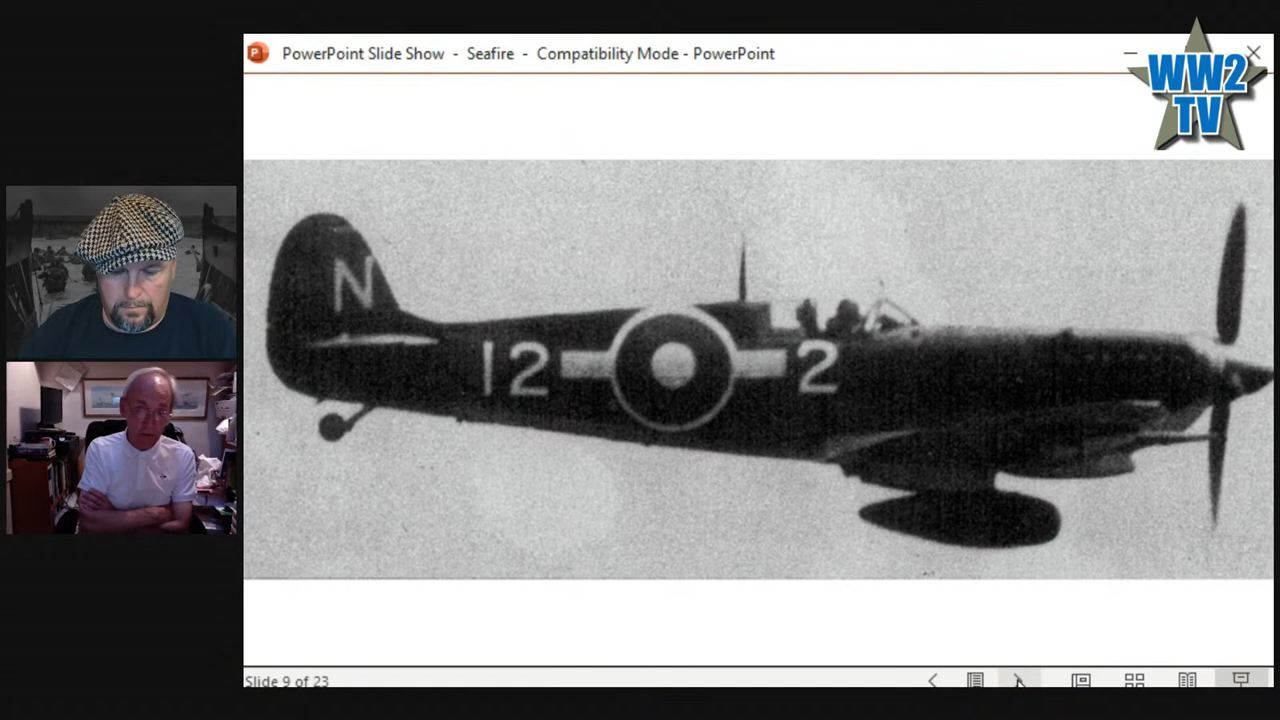 PowerPoint Slide Show - Seafire - Compatibility Mode - PowerPoint
WW2
TV
N
12 2
Slide 9 of 23